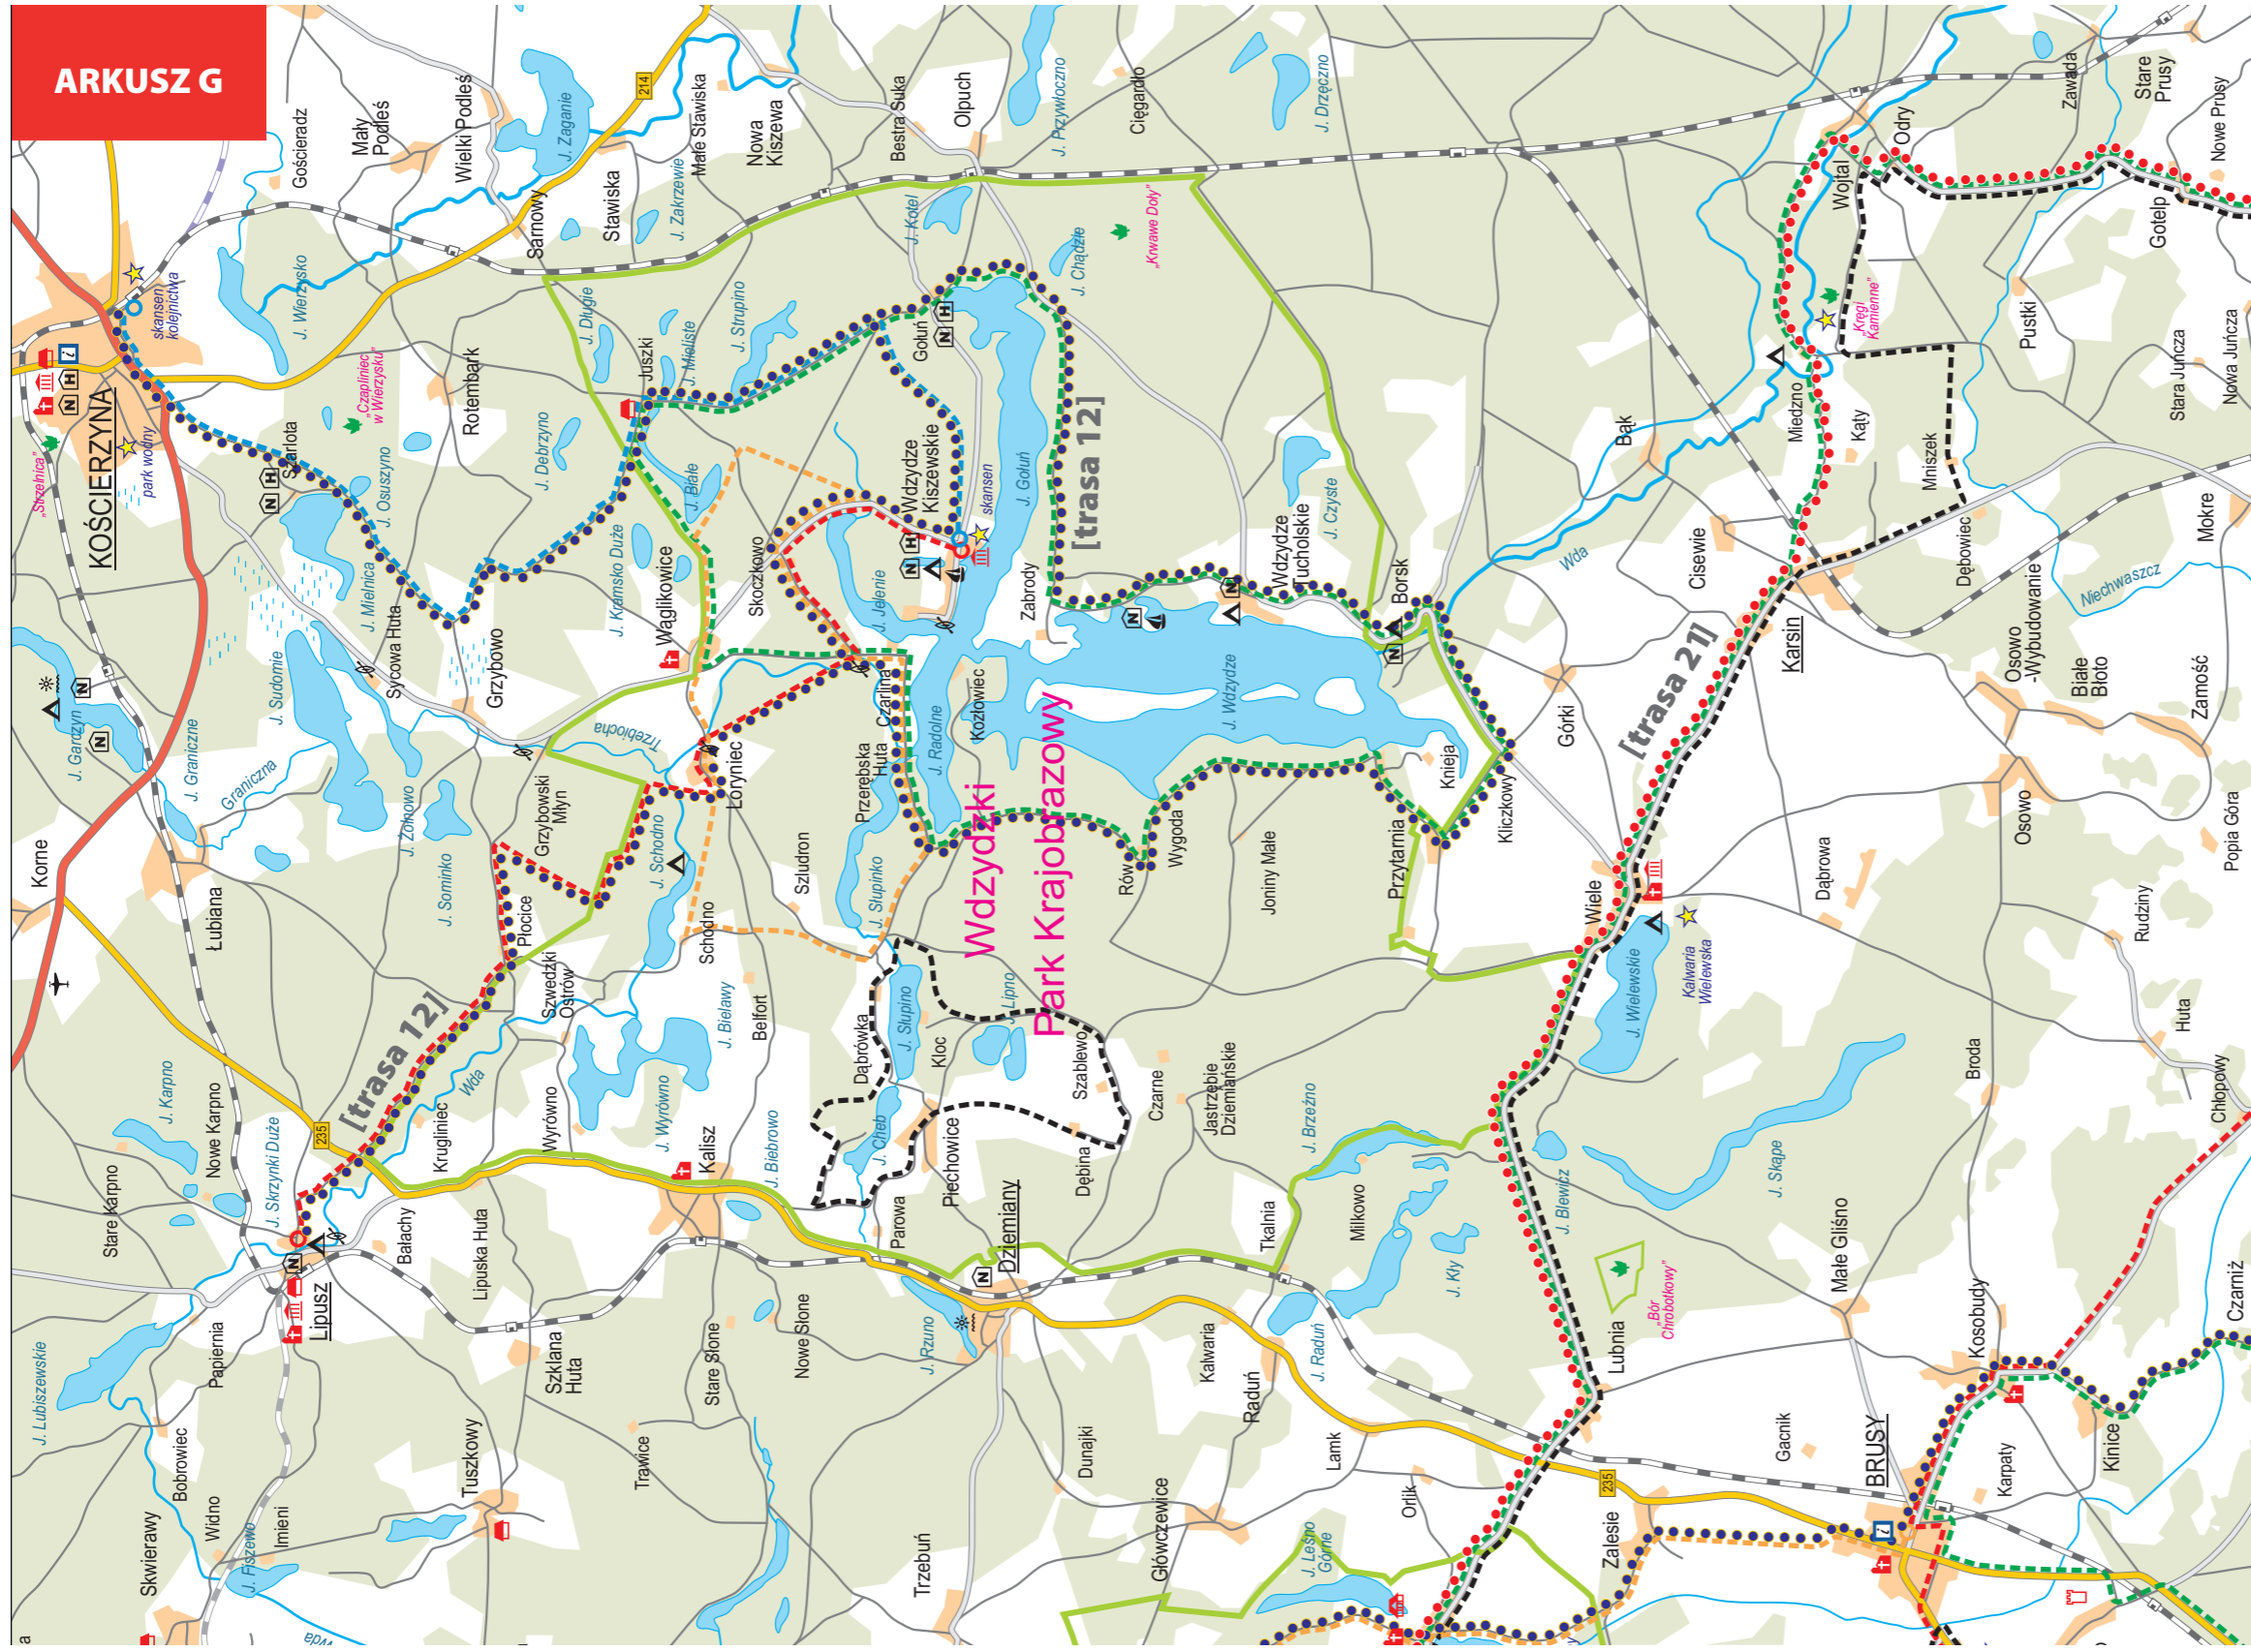 ARKUSZ G
KOŚCIERZYNA
„Strzelnica”
park wodny
skansen
kolejnictwa
Gościeradz
Mały
Podleś
Wielki Podleś
J. Zaganie
214
Małe Stawiska
Nowa
Kiszewa
Bestra Suka
Olpuch
J. Przywłoczno
Cięgardło
J. Drzęczno
Wojtal
Odry
Zawada
Stare
Prusy
Nowe Prusy
Gotelp
J. Wierzysko
Sarnowy
Stawiska
J. Zakrzewie
J. Kotel
J. Chądzie
„Krwawe Doły”
„Kręgi
Kamienne”
Pustki
Stara Juńcza
Nowa Juńcza
„Czapliniec
w Wierzysku”
Szarlota
J. Osuszyno
Rotembark
J. Debrzyno
J. Długie
Juszki
J. Mieliste
J. Strupino
Gołuń
J. Gołuń
[trasa 12]
J. Mielnica
Sycowa Huta
Grzybowo
J. Kramsko Duże
J. Białe
Wąglikowice
Skoczkowo
J. Jelenie
Wdzydze
Kiszewskie
skansen
Zabrody
Wdzydze
Tucholskie
J. Czyste
Borsk
Bąk
Wda
Miedzno
Kąty
Mniszek
Cisewie
Karsin
Dębowiec
Mokre
Niechwaszcz
Osowo
-Wybudowanie
Białe
Błoto
Zamość
J. Garczyn
J. Graniczne
Graniczna
J. Sudonie
J. Żołnowo
J. Sominko
Trzebiocha
Grzybowski
Młyn
J. Schodno
Łoryniec
Przerębska
Huta
Czarlina
J. Radolne
Kozłowiec
J. Wdzydze
Wdzydzki
Park Krajobrazowy
Knieja
Kliczkowy
Górki
[trasa 21]
Korne
Łubiana
Płocice
Szwedzki
Ostrów
Schodno
Szludron
J. Słupinko
Rów
Wygoda
Joniny Małe
Przytarnia
Wiele
Dąbrowa
Osowo
Popia Góra
Rudziny
[trasa 12]
Wda
J. Bielawy
Belfort
Dąbrówka
J. Słupino
Kloc
J. Lipno
Szablewo
Czarne
Jastrzębie
Dziemiańskie
J. Wielewskie
Kalwaria
Wielewska
Huta
Broda
Chłopowy
J. Karpno
Stare Karpno
Nowe Karpno
J. Skrzynki Duże
235
Krugliniec
Wyrówno
J. Wyrówno
Kalisz
J. Biebrowo
J. Cheb
Parowa
Piechowice
Dębina
J. Brzeźno
J. Skąpe
J. Blewicz
Lipusz
Bałachy
Lipuska Huta
Szklana
Huta
Stare Słone
Nowe Słone
J. Rzuno
Dziemiany
Kalwaria
Raduń
Tkalnia
Milkowo
J. Raduń
J. Kły
„Bór
Chrobotkowy”
Lubnia
Małe Gliśno
Kosobudy
Czarniż
J. Lubiszewskie
Papiernia
Bobrowiec
Widno
Skwierawy
J. Fiszewo
Imieni
Wda
Tuszkowy
Trawice
Trzebuń
Dunajki
Główczewice
Lamk
Orlik
J. Leśno
Górne
235
Zalesie
Gacnik
BRUSY
Karpaty
Kinice